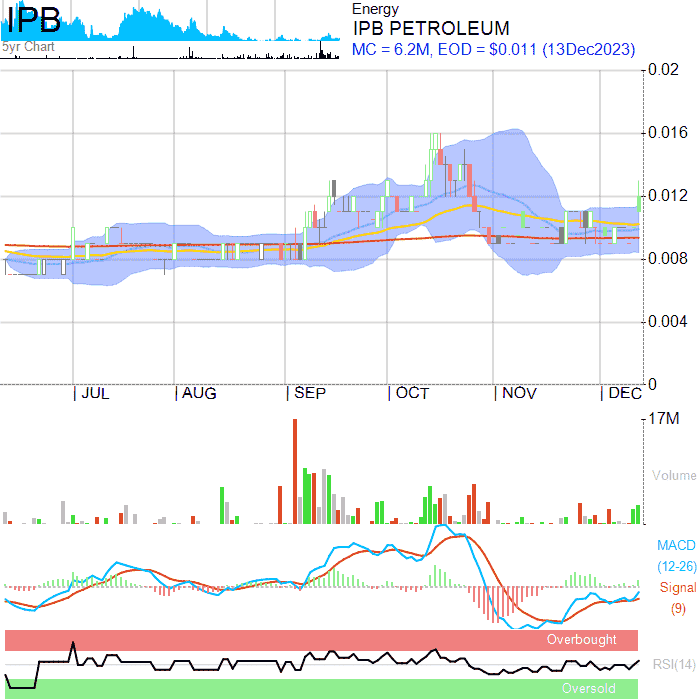 IPB
5yr Chart
Energy
IPB PETROLEUM
MC = 6.2M, EOD = $0.011 (13Dec2023)
0.02
0.016
0.012
0.008
0.004
0
JUL AUG SEP OCT NOV DEC
17M
Volume
MACD
(12-26)
Signal
(9)
Overbought
RSI(14)
Oversold